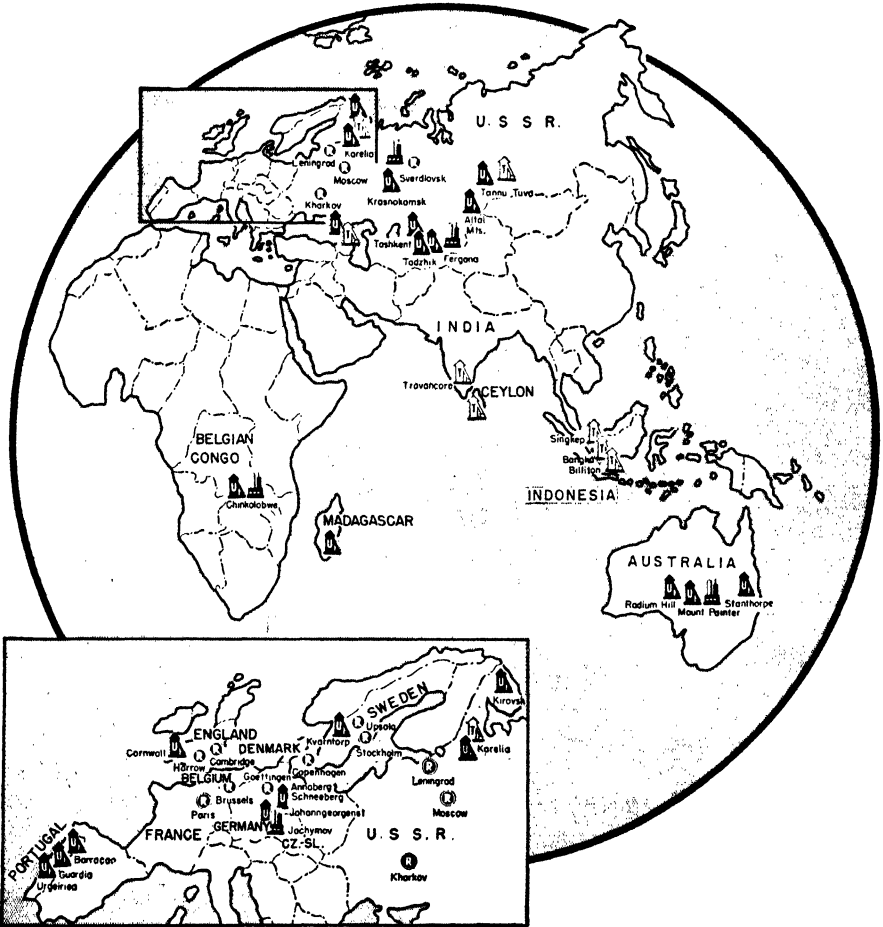 U. S S R.
U
U
T
Karelia
Leningrad
R
R
Moscow
R
Sverdlovsk
U
Krasnokamsk
U
T
Tannu Tuva
U
Altai
Mts.
R
Kharkov
U
T
U
Tashkent
U
U
Tadzhik
Fergana
INDIA
T
Travancore
CEYLON
T
BELGIAN
CONGO
U
Chinkolobwe
MADAGASCAR
U
T
Singkep
T
Bangka
T
Billiton
INDONESIA
AUSTRALIA
U
U
U
Radium Hill
Mount Painter
Stanthorpe
U
Kirovsk
SWEDEN
U
Kvarntorp
R
Upsala
R
Stockholm
T
U
Karelia
ENGLAND
U
Cornwall
R
Harrow
R
Cambridge
DENMARK
R
Copenhagen
R
Leningrad
BELGIUM
R
Brussels
Goettingen
R
U
Annaberg
Schneeberg
R
Paris
U
Johanngeorgenst
R
Moscow
FRANCE
GERMANY
Jachymov
CZ.-SL.
U. S S. R.
PORTUGAL
U
Barracao
U
Guardia
U
Urgeirica
R
Kharkov